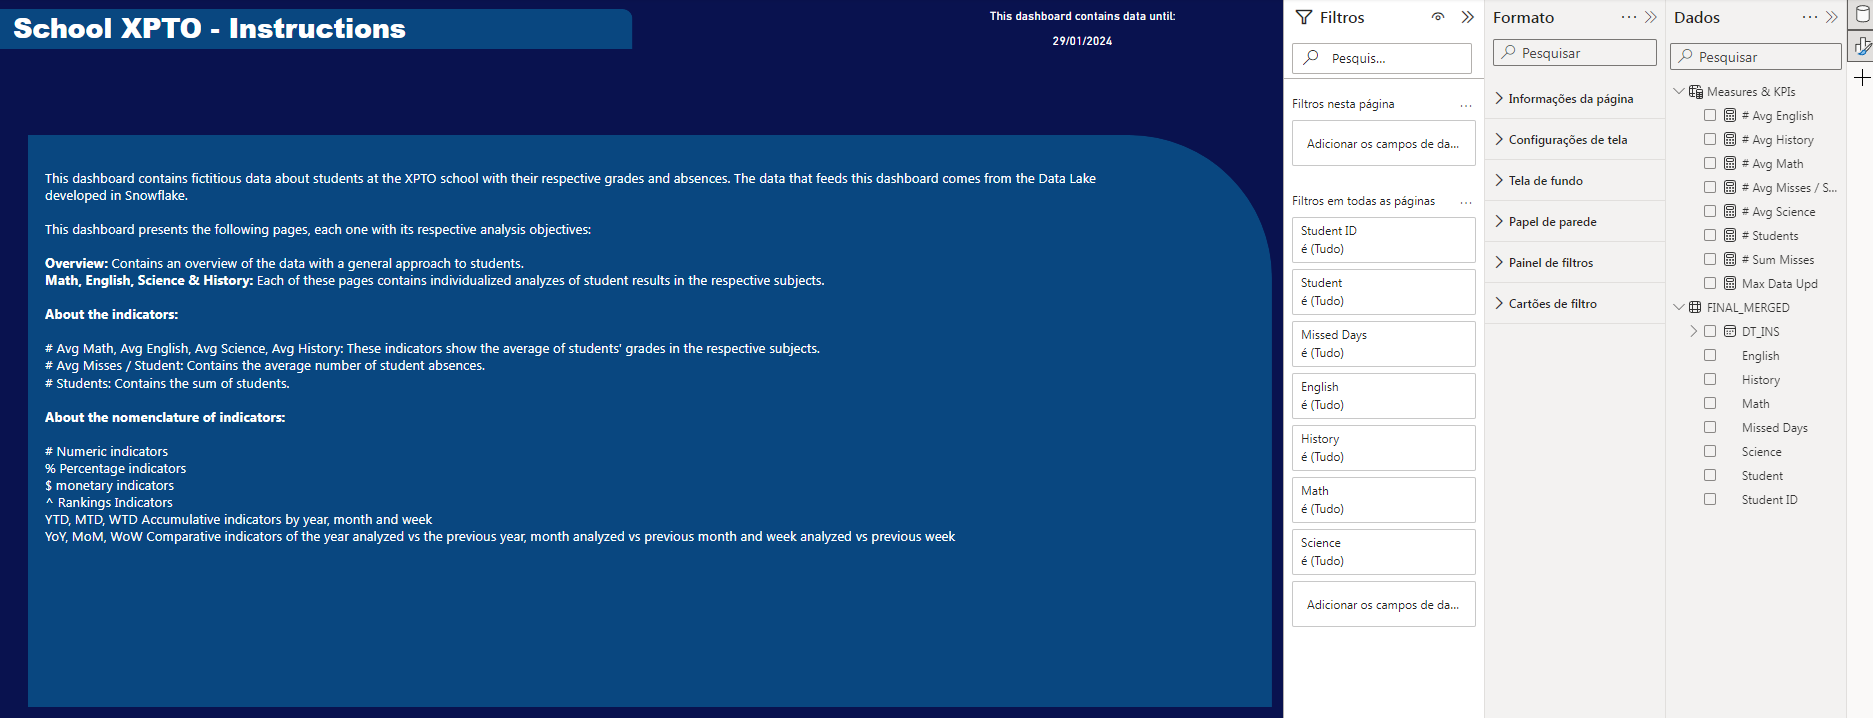 School XPTO - Instructions
This dashboard contains data until:
29/01/2024
This dashboard contains fictitious data about students at the XPTO school with their respective grades and absences. The data that feeds this dashboard comes from the Data Lake
developed in Snowflake.
This dashboard presents the following pages, each one with its respective analysis objectives:
Overview: Contains an overview of the data with a general approach to students.
Math, English, Science & History: Each of these pages contains individualized analyzes of student results in the respective subjects.
About the indicators:
# Avg Math, Avg English, Avg Science, Avg History: These indicators show the average of students' grades in the respective subjects.
# Avg Misses / Student: Contains the average number of student absences.
# Students: Contains the sum of students.
About the nomenclature of indicators:
# Numeric indicators
% Percentage indicators
$ monetary indicators
^ Rankings Indicators
YTD, MTD, WTD Accumulative indicators by year, month and week
YoY, MoM, WoW Comparative indicators of the year analyzed vs the previous year, month analyzed vs previous month and week analyzed vs previous week
Filtros
Pesquis...
Filtros nesta página
...
Adicionar os campos de da...
Filtros em todas as páginas
...
Student ID
é (Tudo)
Student
é (Tudo)
Missed Days
é (Tudo)
English
é (Tudo)
History
é (Tudo)
Math
é (Tudo)
Science
é (Tudo)
Adicionar os campos de da...
Formato
...
Pesquisar
Informações da página
Configurações de tela
Tela de fundo
Papel de parede
Painel de filtros
Cartões de filtro
Dados
...
Pesquisar
Measures & KPIs
# Avg English
# Avg History
# Avg Math
# Avg Misses / S...
# Avg Science
# Students
# Sum Misses
Max Data Upd
FINAL_MERGED
DT_INS
English
History
Math
Missed Days
Science
Student
Student ID